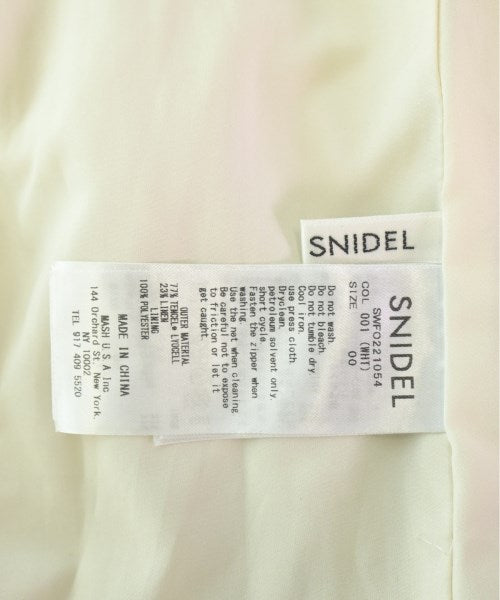 SNIDEL
SNIDEL
SWFO221054
COL 001 (WHT)
SIZE 00
Do not wash.
Do not bleach
Do not tumble dry.
Cool iron.
use press cloth
Dryclean.
petroleum solvent only.
short cycle.
Fasten the zipper when
washing.
Use the net when cleaning
Be careful not to expose
to friction or let it
get caught.
OUTER MATERIAL
77% TENCEL® LYOCELL
23% LINEN
LINING
100% POLYESTER
MADE IN CHINA
MASH U S A Inc
144 Orchard St. New York.
NY 10002
TEL 917 409 5520